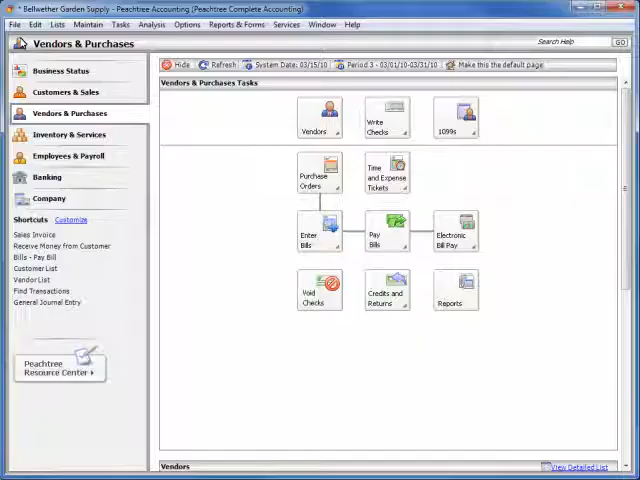 * Bellwether Garden Supply - Peachtree Accounting (Peachtree Complete Accounting)
File Edit Lists Maintain Tasks Analysis Options Reports & Forms Services Window Help
Vendors & Purchases
Search Help
GO
Hide Refresh System Date: 03/15/10 Period 3 - 03/01/10-03/31/10 Make this the default page
Business Status
Customers & Sales
Vendors & Purchases
Inventory & Services
Employees & Payroll
Banking
Company
Shortcuts Customize
Sales Invoice
Receive Money from Customer
Bills - Pay Bill
Customer List
Vendor List
Find Transactions
General Journal Entry
Peachtree
Resource Center
Vendors & Purchases Tasks
Vendors
Write
Checks
1099s
Purchase
Orders
Time
and Expense
Tickets
Enter
Bills
Pay
Bills
Electronic
Bill Pay
Void
Checks
Credits and
Returns
Reports
Vendors
View Detailed List